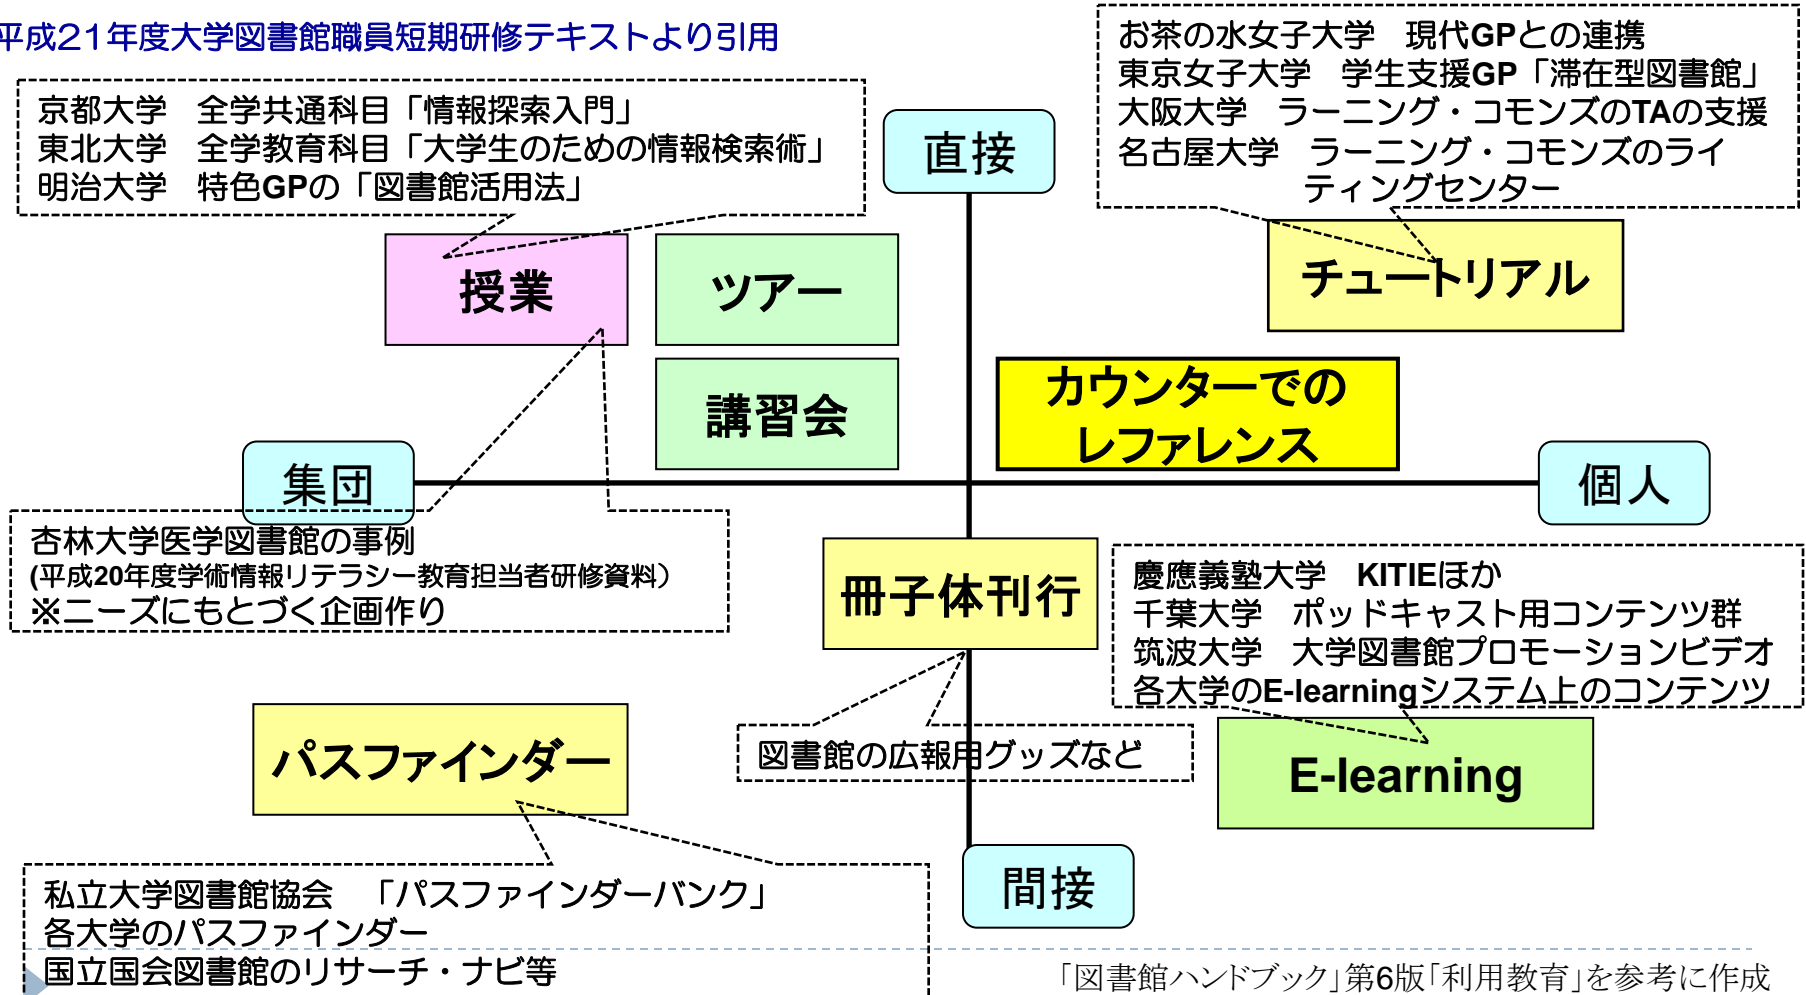 平成21年度大学図書館職員短期研修テキストより引用
京都大学　全学共通科目「情報探索入門」
東北大学　全学教育科目「大学生のための情報検索術」
明治大学　特色GPの「図書館活用法」
直接
お茶の水女子大学　現代GPとの連携
東京女子大学　学生支援GP「滞在型図書館」
大阪大学　ラーニング・コモンズのTAの支援
名古屋大学　ラーニング・コモンズのライ
ティングセンター
授業
ツアー
チュートリアル
講習会
カウンターでの
レファレンス
集団
個人
杏林大学医学図書館の事例
(平成20年度学術情報リテラシー教育担当者研修資料）
※ニーズにもとづく企画作り
冊子体刊行
慶應義塾大学　KITIEほか
千葉大学　ポッドキャスト用コンテンツ群
筑波大学　大学図書館プロモーションビデオ
各大学のE-learningシステム上のコンテンツ
パスファインダー
図書館の広報用グッズなど
E-learning
間接
私立大学図書館協会　「パスファインダーバンク」
各大学のパスファインダー
国立国会図書館のリサーチ・ナビ等
「図書館ハンドブック」第6版「利用教育」を参考に作成